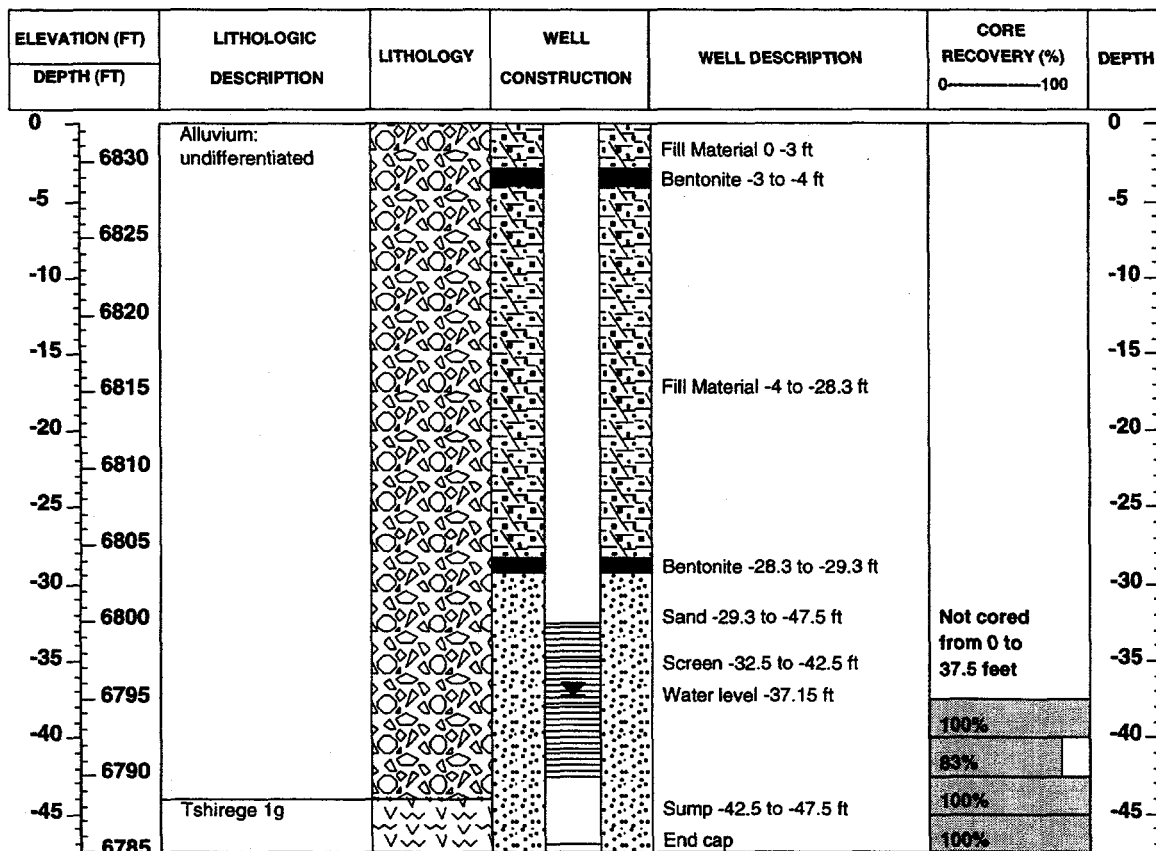 ELEVATION (FT)
DEPTH (FT)
LITHOLOGIC
DESCRIPTION
LITHOLOGY
WELL
CONSTRUCTION
WELL DESCRIPTION
CORE
RECOVERY (%)
0 100
DEPTH
0
Alluvium:
undifferentiated
0
6830
Fill Material 0 -3 ft
Bentonite -3 to -4 ft
-5
-5
6825
-10
-10
6820
-15
-15
6815
Fill Material -4 to -28.3 ft
-20
-20
6810
-25
-25
6805
Bentonite -28.3 to -29.3 ft
-30
-30
6800
Sand -29.3 to -47.5 ft
Not cored
from 0 to
37.5 feet
-35
Screen -32.5 to -42.5 ft
-35
6795
Water level -37.15 ft
100%
-40
-40
83%
6790
Tshirege 1g
Sump -42.5 to -47.5 ft
100%
-45
-45
6785
End cap
100%